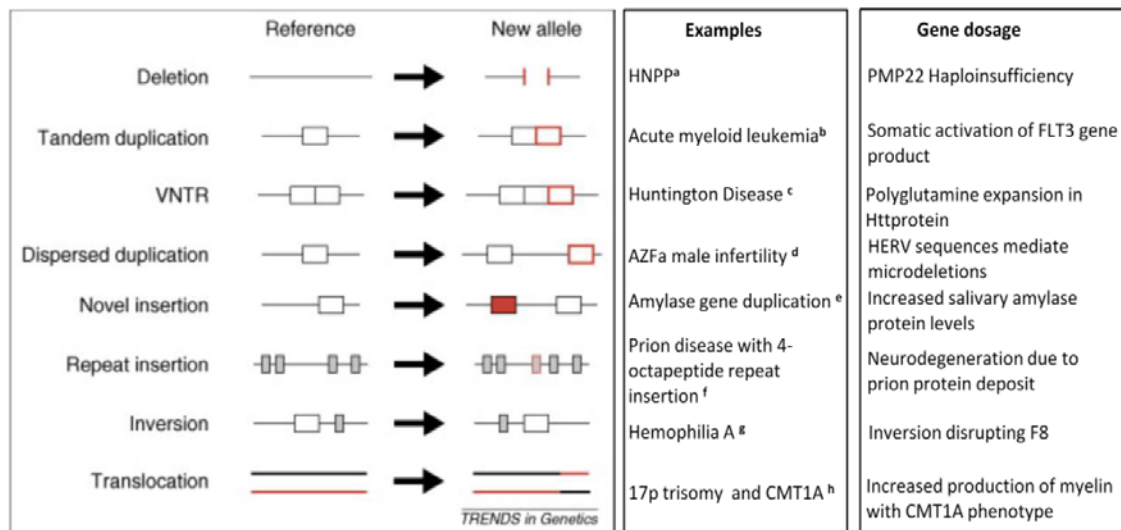 Reference New allele Examples Gene dosage
Deletion HNPPᵃ PMP22 Haploinsufficiency
Tandem duplication Acute myeloid leukemiaᵇ Somatic activation of FLT3 gene
product
VNTR Huntington Disease ᶜ Polyglutamine expansion in
Httprotein
Dispersed duplication AZFa male infertility ᵈ HERV sequences mediate
microdeletions
Novel insertion Amylase gene duplication ᵉ Increased salivary amylase
protein levels
Repeat insertion Prion disease with 4-
octapeptide repeat
insertion ᶠ
Neurodegeneration due to
prion protein deposit
Inversion Hemophilia A ᵍ Inversion disrupting F8
Translocation 17p trisomy and CMT1A ʰ Increased production of myelin
with CMT1A phenotype
TRENDS in Genetics